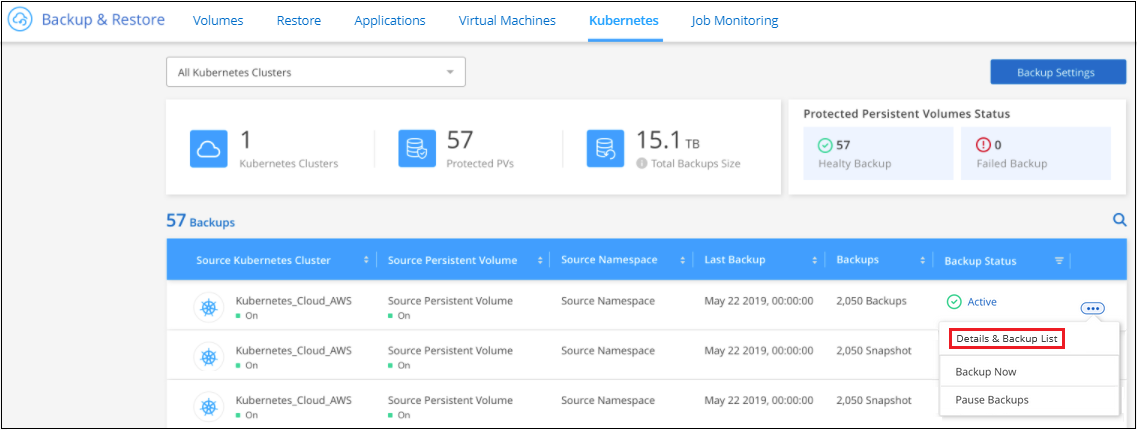 Backup & Restore Volumes Restore Applications Virtual Machines Kubernetes Job Monitoring
All Kubernetes Clusters Backup Settings
Protected Persistent Volumes Status
1 57 15.1 TB 57 0
Kubernetes Clusters Protected PVs Total Backups Size Healty Backup Failed Backup
57 Backups
Source Kubernetes Cluster Source Persistent Volume Source Namespace Last Backup Backups Backup Status
Kubernetes_Cloud_AWS Source Persistent Volume Source Namespace May 22 2019, 00:00:00 2,050 Backups Active
On On
Details & Backup List
Kubernetes_Cloud_AWS Source Persistent Volume Source Namespace May 22 2019, 00:00:00 2,050 Snapshot
On On
Backup Now
Kubernetes_Cloud_AWS Source Persistent Volume Source Namespace May 22 2019, 00:00:00 2,050 Snapshot
On On
Pause Backups